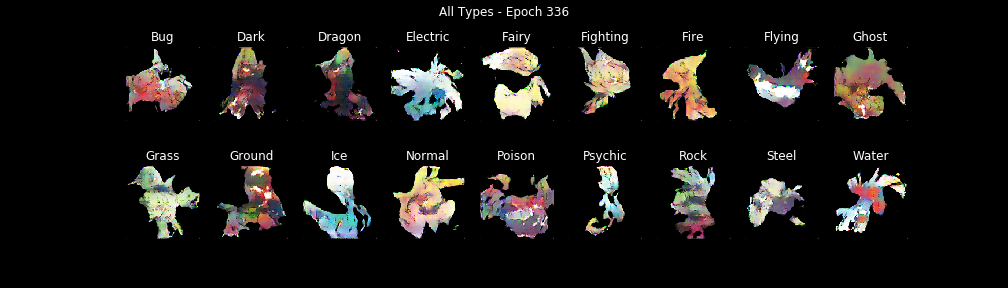 All Types - Epoch 336
Bug Dark Dragon Electric Fairy Fighting Fire Flying Ghost
Grass Ground Ice Normal Poison Psychic Rock Steel Water